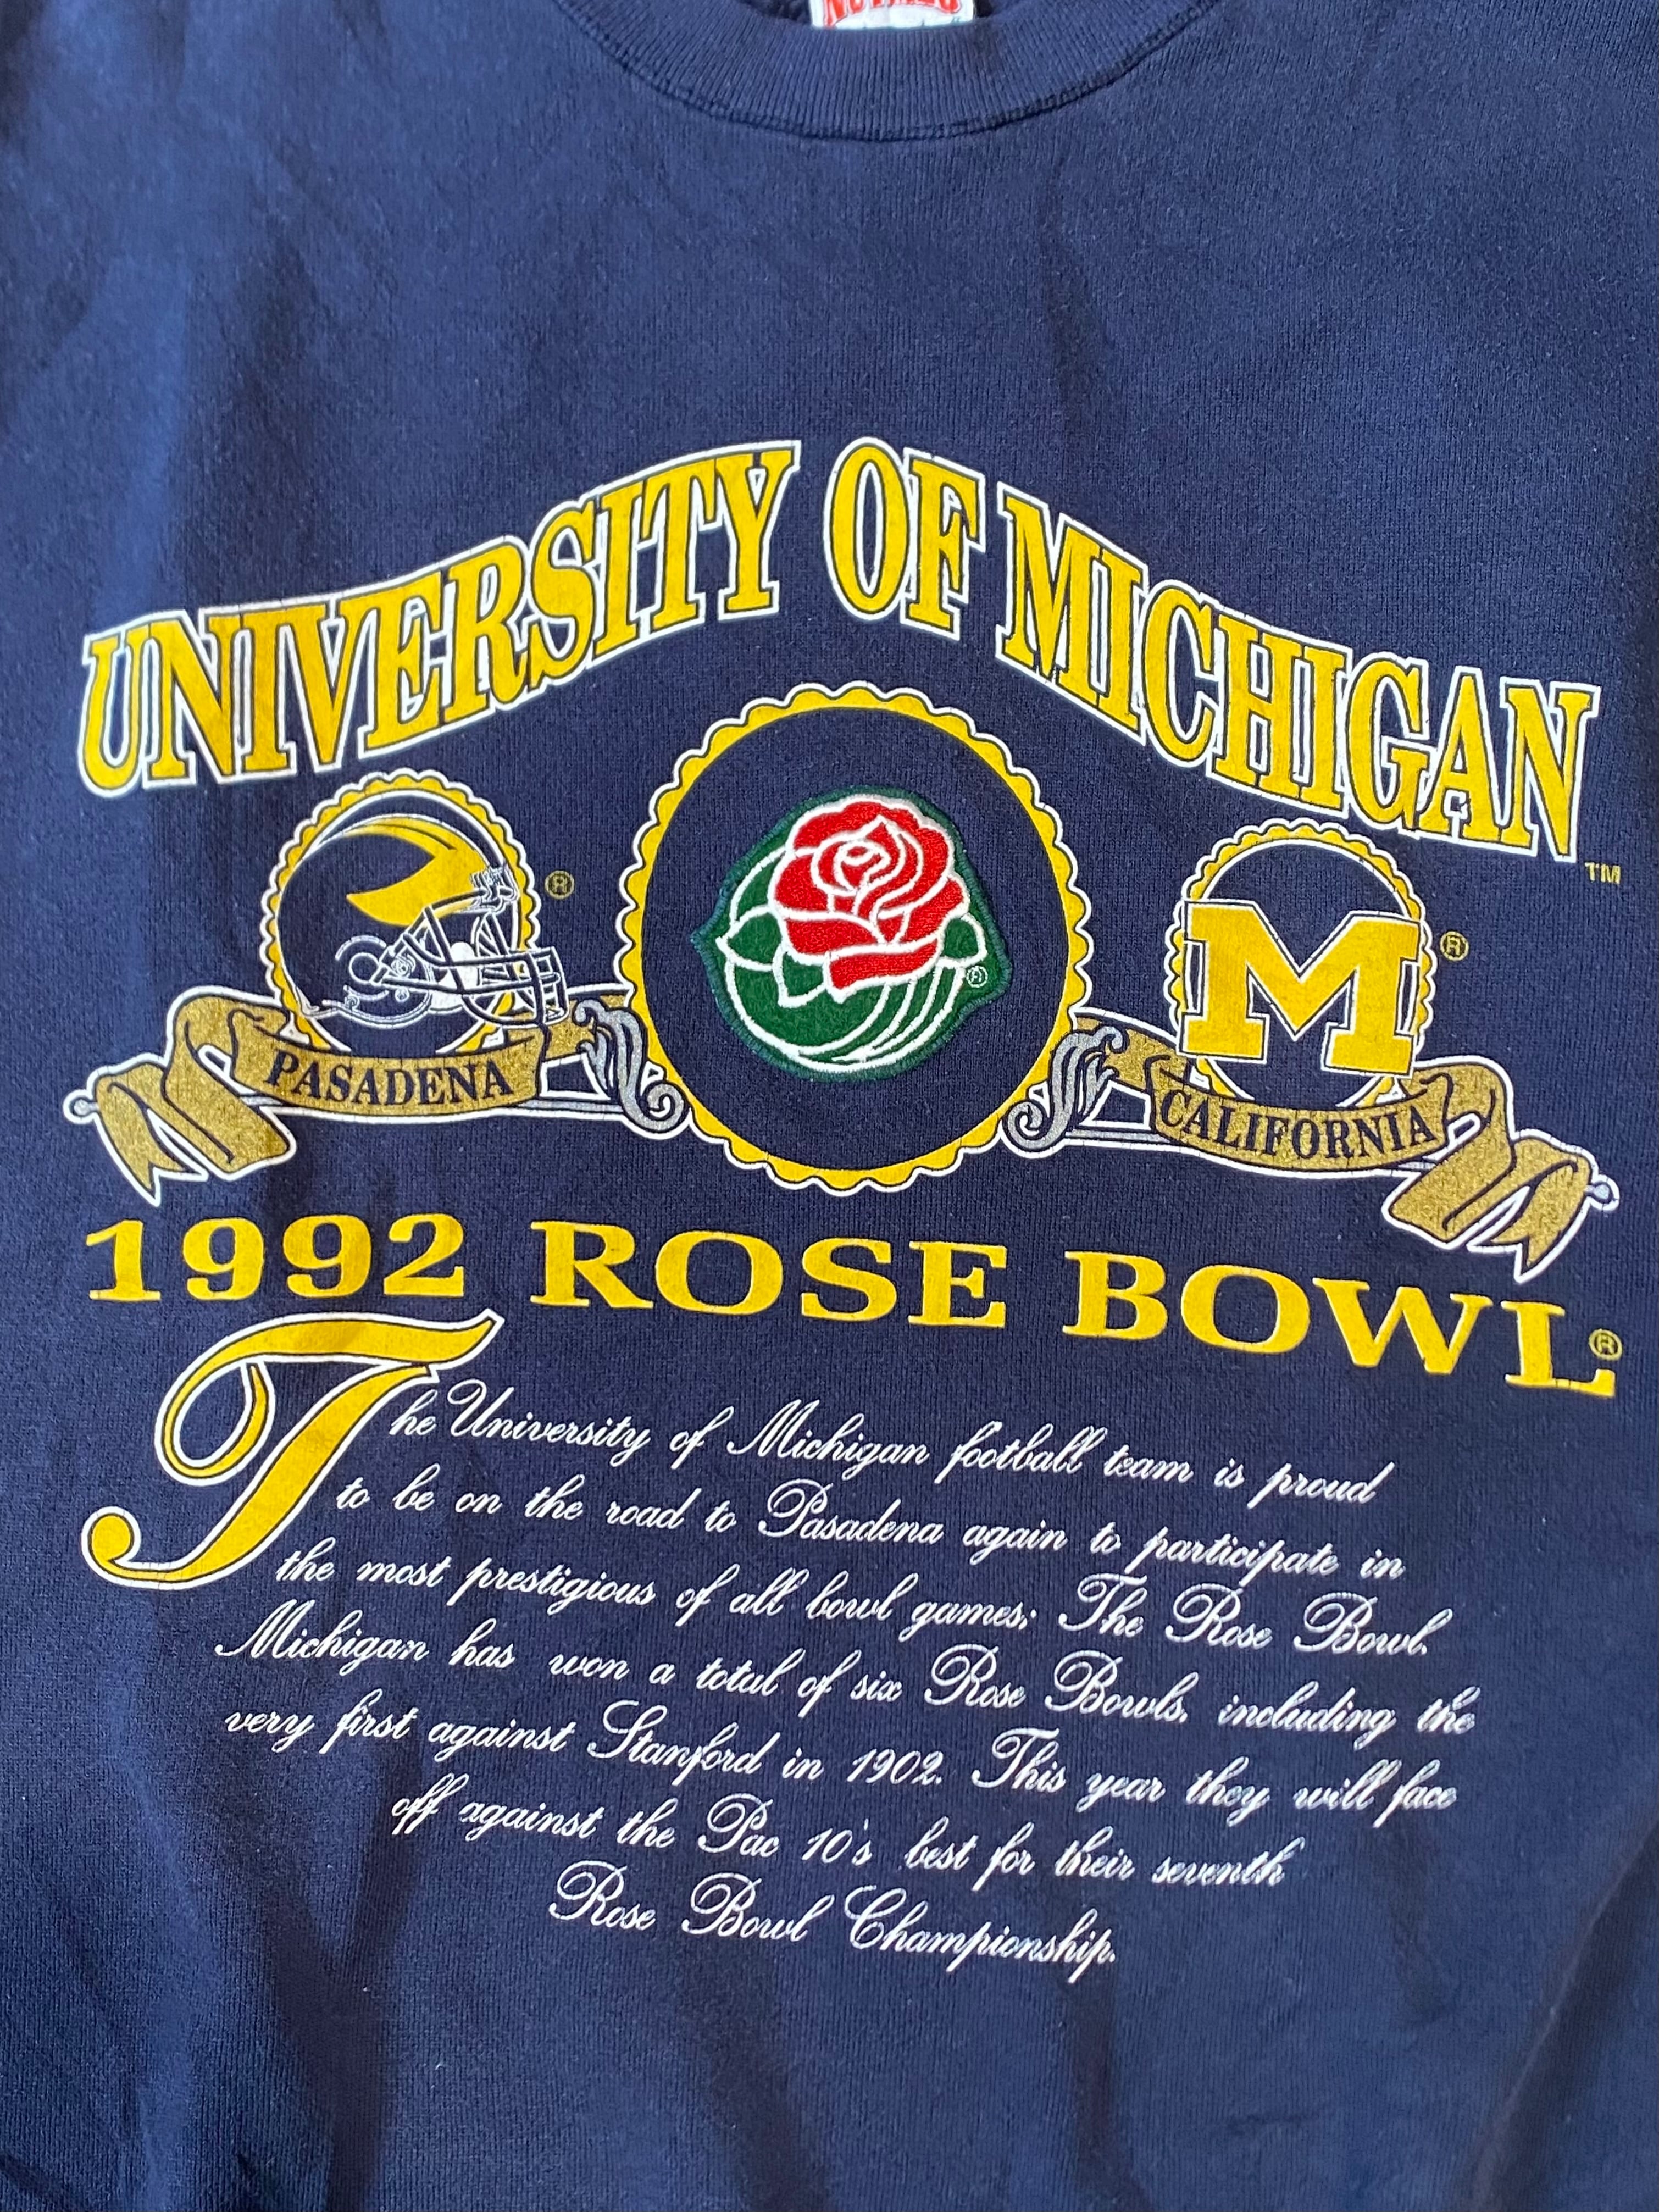 UNIVERSITY OF MICHIGAN
TM
®
®
®
PASADENA
CALIFORNIA
1992 ROSE BOWL®
The University of Michigan football team is proud
to be on the road to Pasadena again to participate in
the most prestigious of all bowl games; The Rose Bowl.
Michigan has won a total of six Rose Bowls, including the
very first against Stanford in 1902. This year they will face
off against the Pac 10's best for their seventh
Rose Bowl Championship.